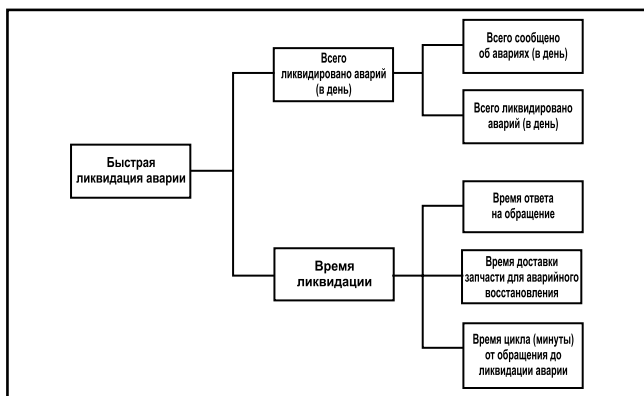 Быстрая
ликвидация аварии
Всего
ликвидировано аварий
(в день)
Всего сообщено
об авариях (в день)
Всего ликвидировано
аварий (в день)
Время
ликвидации
Время ответа
на обращение
Время доставки
запчасти для аварийного
восстановления
Время цикла (минуты)
от обращения до
ликвидации аварии